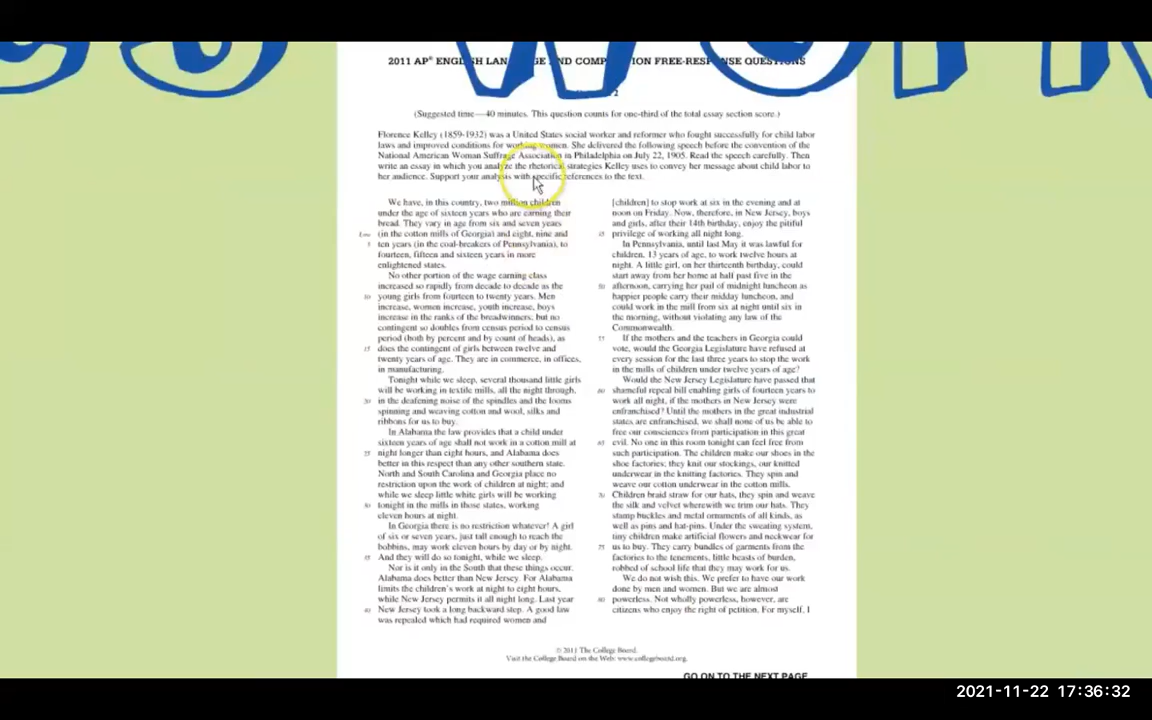 2011 AP® ENGLISH LAN GE AND COMP ION FREE-RESPONSE QUESTIONS
2
(Suggested time—40 minutes. This question counts for one-third of the total essay section score.)
Florence Kelley (1859-1932) was a United States social worker and reformer who fought successfully for child labor
laws and improved conditions for working women. She delivered the following speech before the convention of the
National American Woman Suffrage Association in Philadelphia on July 22, 1905. Read the speech carefully. Then
write an essay in which you analyze the rhetorical strategies Kelley uses to convey her message about child labor to
her audience. Support your analysis with specific references to the text.
We have, in this country, two million children
under the age of sixteen years who are earning their
bread. They vary in age from six and seven years
Line (in the cotton mills of Georgia) and eight, nine and
5 ten years (in the coal-breakers of Pennsylvania), to
fourteen, fifteen and sixteen years in more
enlightened states.
No other portion of the wage earning class
increased so rapidly from decade to decade as the
10 young girls from fourteen to twenty years. Men
increase, women increase, youth increase, boys
increase in the ranks of the breadwinners; but no
contingent so doubles from census period to census
period (both by percent and by count of heads), as
15 does the contingent of girls between twelve and
twenty years of age. They are in commerce, in offices,
in manufacturing.
Tonight while we sleep, several thousand little girls
will be working in textile mills, all the night through,
20 in the deafening noise of the spindles and the looms
spinning and weaving cotton and wool, silks and
ribbons for us to buy.
In Alabama the law provides that a child under
sixteen years of age shall not work in a cotton mill at
25 night longer than eight hours, and Alabama does
better in this respect than any other southern state.
North and South Carolina and Georgia place no
restriction upon the work of children at night; and
while we sleep little white girls will be working
30 tonight in the mills in those states, working
eleven hours at night.
In Georgia there is no restriction whatever! A girl
of six or seven years, just tall enough to reach the
bobbins, may work eleven hours by day or by night.
35 And they will do so tonight, while we sleep.
Nor is it only in the South that these things occur.
Alabama does better than New Jersey. For Alabama
limits the children's work at night to eight hours,
while New Jersey permits it all night long. Last year
40 New Jersey took a long backward step. A good law
was repealed which had required women and
[children] to stop work at six in the evening and at
noon on Friday. Now, therefore, in New Jersey, boys
and girls, after their 14th birthday, enjoy the pitiful
45 privilege of working all night long.
In Pennsylvania, until last May it was lawful for
children, 13 years of age, to work twelve hours at
night. A little girl, on her thirteenth birthday, could
start away from her home at half past five in the
50 afternoon, carrying her pail of midnight luncheon as
happier people carry their midday luncheon, and
could work in the mill from six at night until six in
the morning, without violating any law of the
Commonwealth.
55 If the mothers and the teachers in Georgia could
vote, would the Georgia Legislature have refused at
every session for the last three years to stop the work
in the mills of children under twelve years of age?
Would the New Jersey Legislature have passed that
60 shameful repeal bill enabling girls of fourteen years to
work all night, if the mothers in New Jersey were
enfranchised? Until the mothers in the great industrial
states are enfranchised, we shall none of us be able to
free our consciences from participation in this great
65 evil. No one in this room tonight can feel free from
such participation. The children make our shoes in the
shoe factories; they knit our stockings, our knitted
underwear in the knitting factories. They spin and
weave our cotton underwear in the cotton mills.
70 Children braid straw for our hats, they spin and weave
the silk and velvet wherewith we trim our hats. They
stamp buckles and metal ornaments of all kinds, as
well as pins and hat-pins. Under the sweating system,
tiny children make artificial flowers and neckwear for
75 us to buy. They carry bundles of garments from the
factories to the tenements, little beasts of burden,
robbed of school life that they may work for us.
We do not wish this. We prefer to have our work
done by men and women. But we are almost
80 powerless. Not wholly powerless, however, are
citizens who enjoy the right of petition. For myself, I
© 2011 The College Board.
Visit the College Board on the Web: www.collegeboard.org.
GO ON TO THE NEXT PAGE
2021-11-22 17:36:32